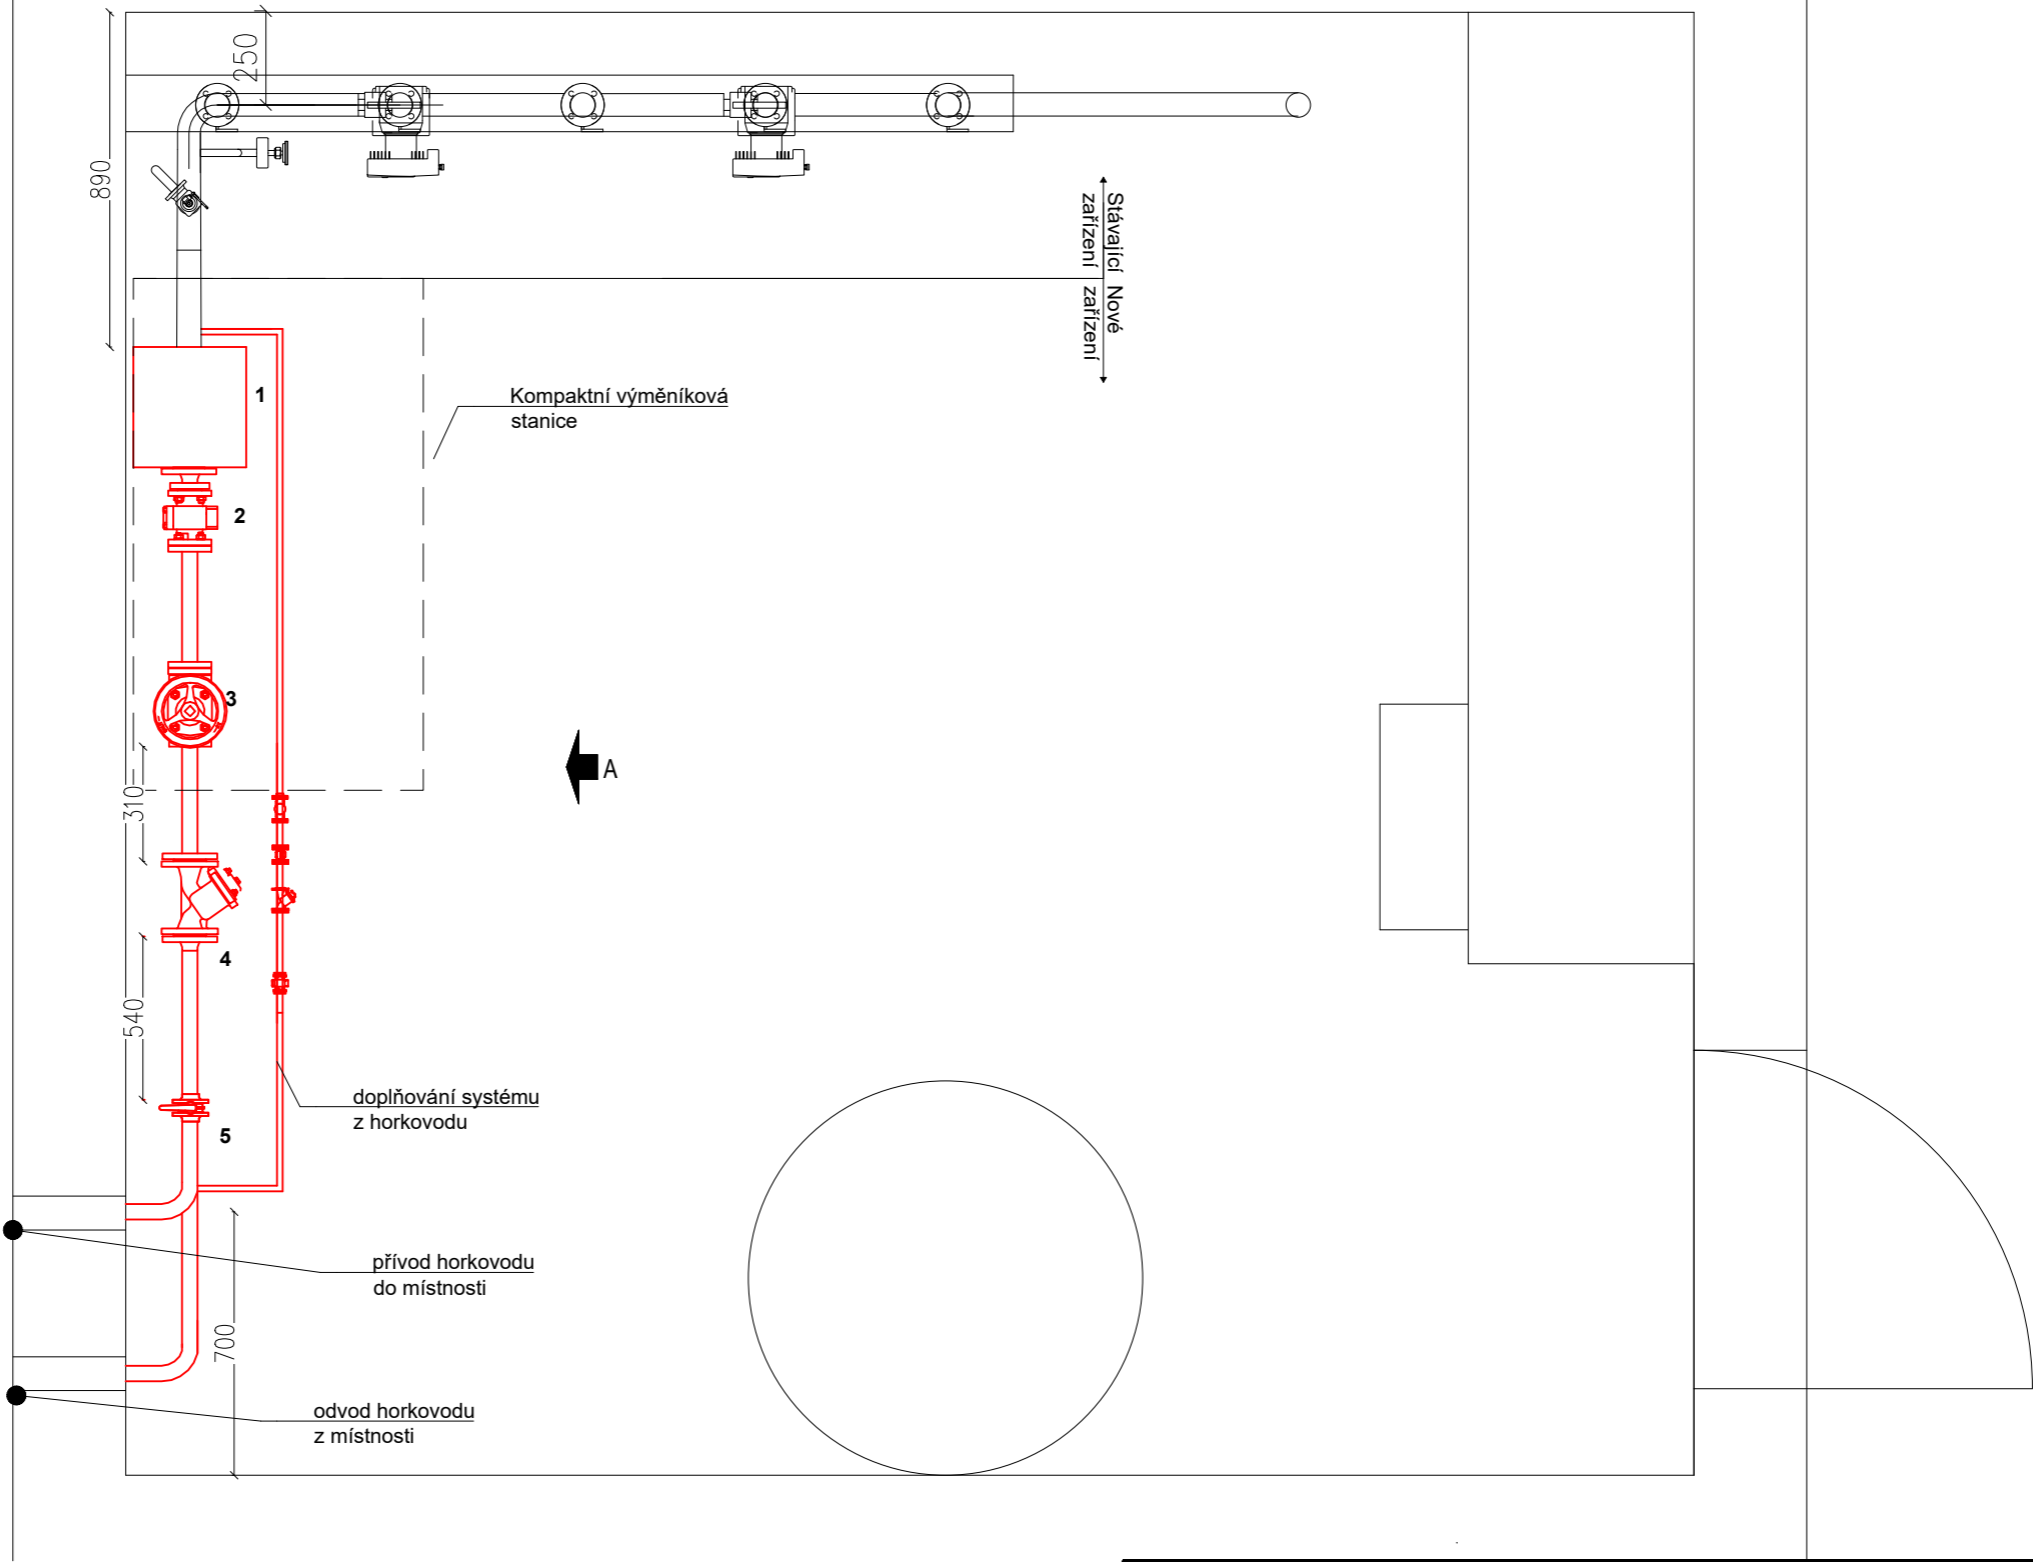 250
890
Stávající Nové
zařízení zařízení
1
Kompaktní výměníková
stanice
2
3
A
310
4
540
doplňování systému
z horkovodu
5
přívod horkovodu
do místnosti
700
odvod horkovodu
z místnosti